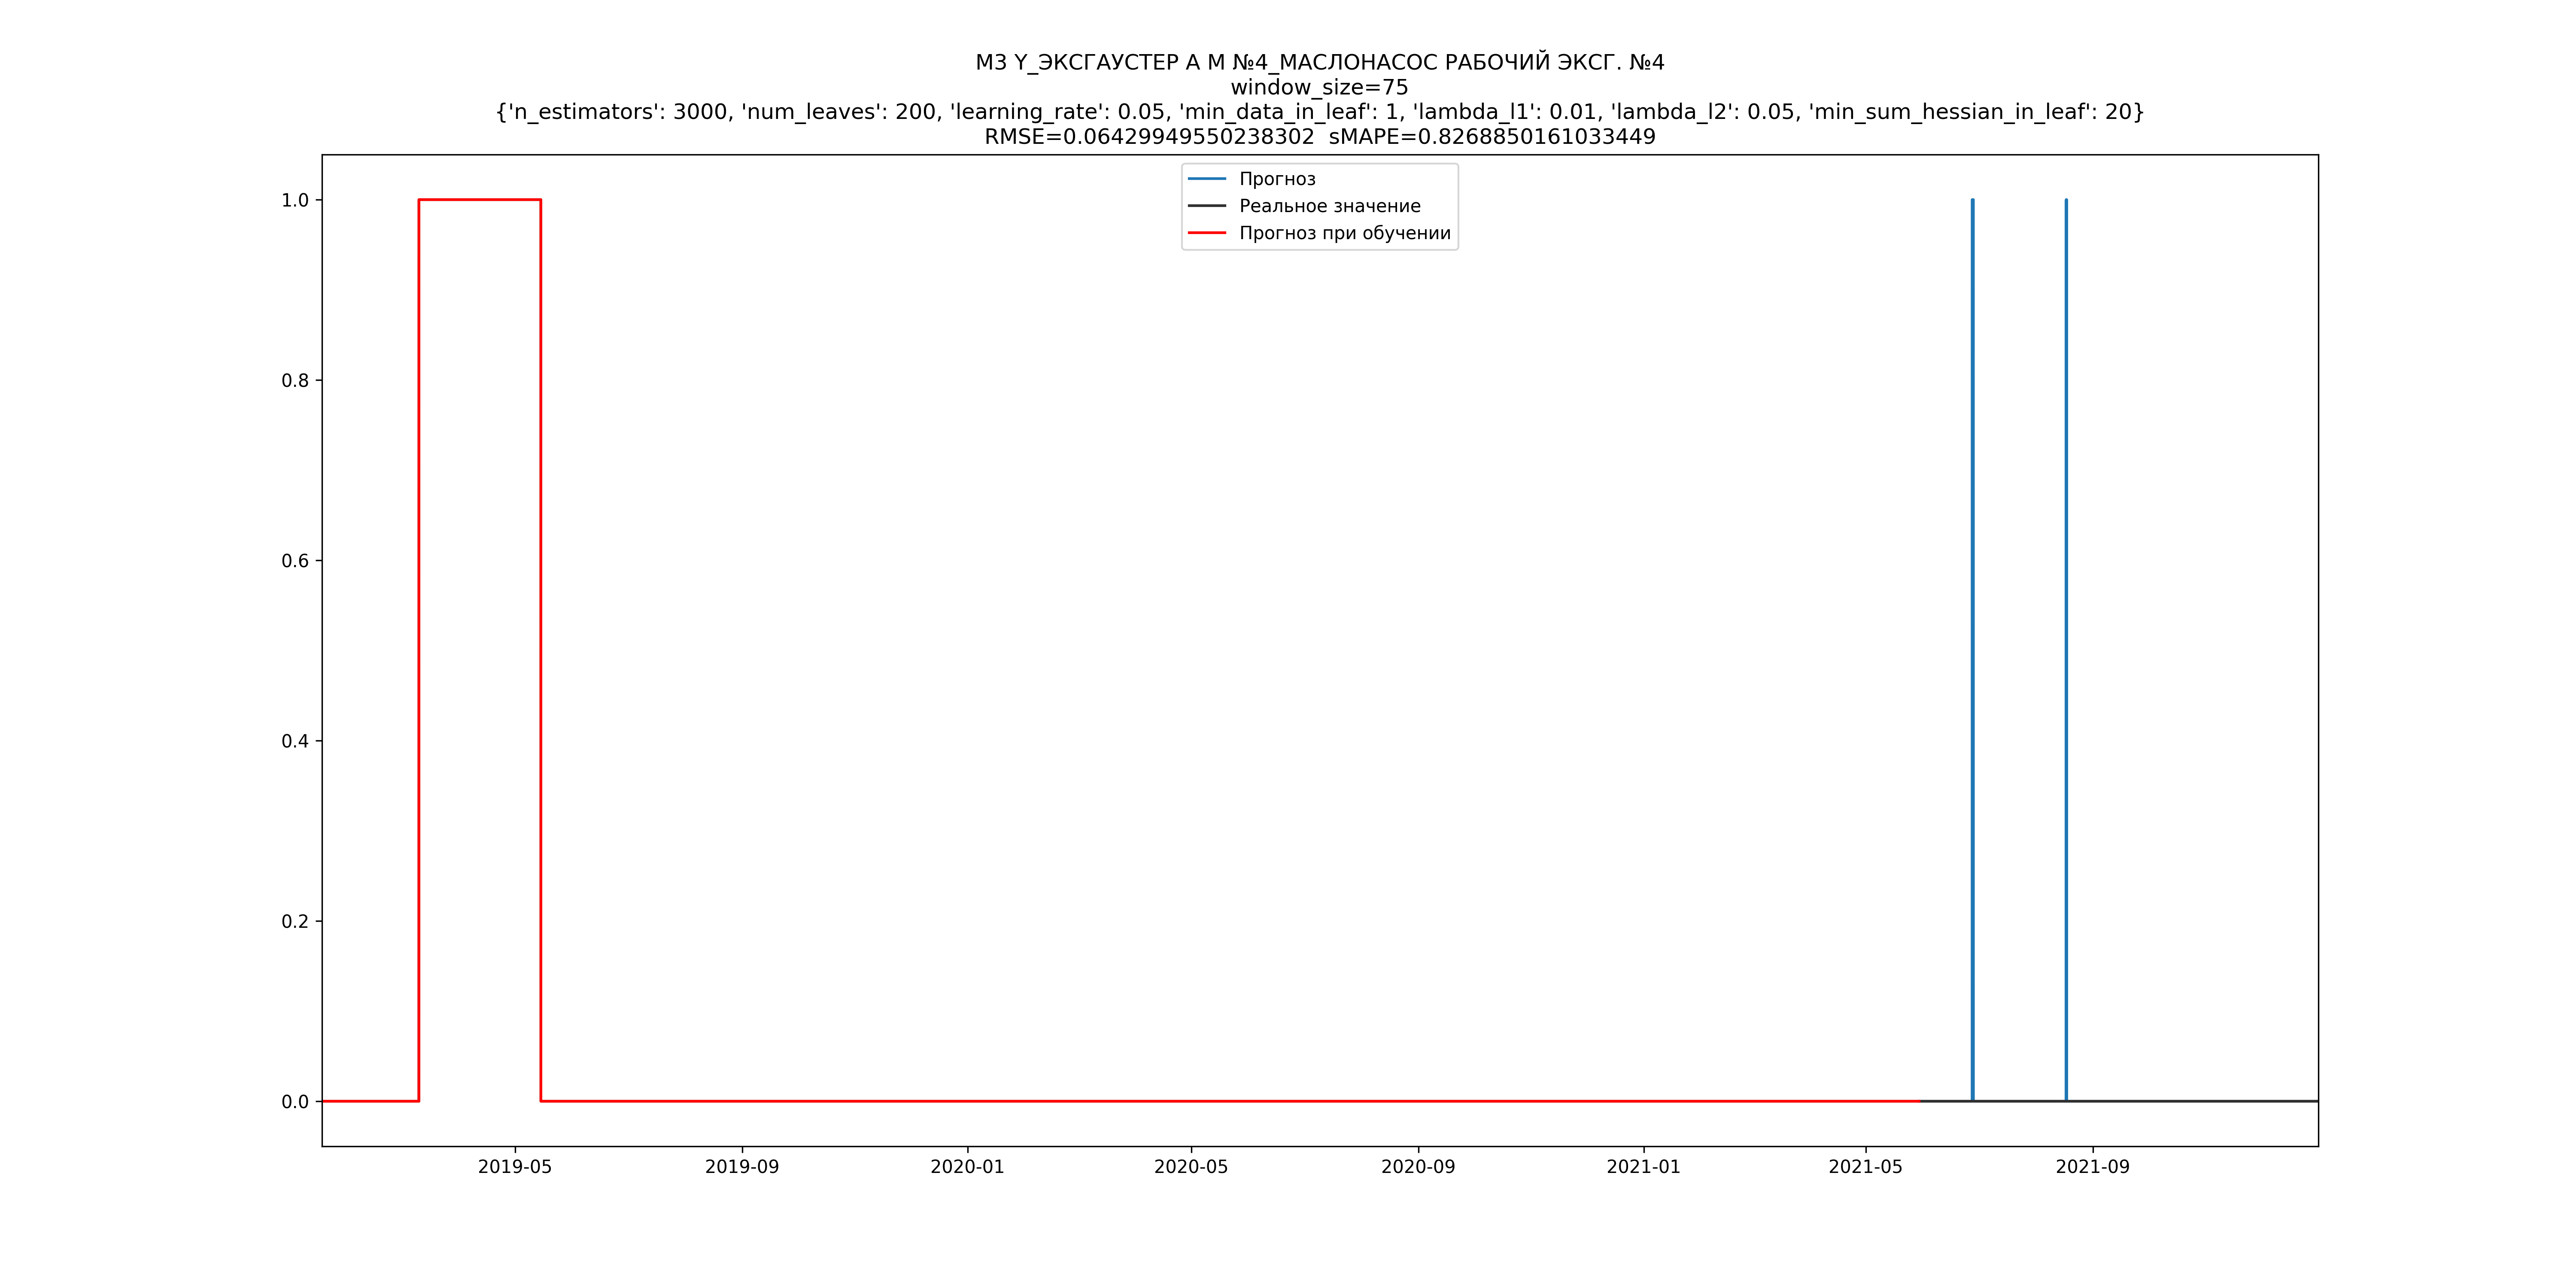 М3 Y_ЭКСГАУСТЕР А М №4_МАСЛОНАСОС РАБОЧИЙ ЭКСГ. №4
window_size=75
{'n_estimators': 3000, 'num_leaves': 200, 'learning_rate': 0.05, 'min_data_in_leaf': 1, 'lambda_l1': 0.01, 'lambda_l2': 0.05, 'min_sum_hessian_in_leaf': 20}
RMSE=0.06429949550238302  sMAPE=0.8268850161033449
Прогноз
Реальное значение
Прогноз при обучении
1.0
0.8
0.6
0.4
0.2
0.0
2019-05 2019-09 2020-01 2020-05 2020-09 2021-01 2021-05 2021-09